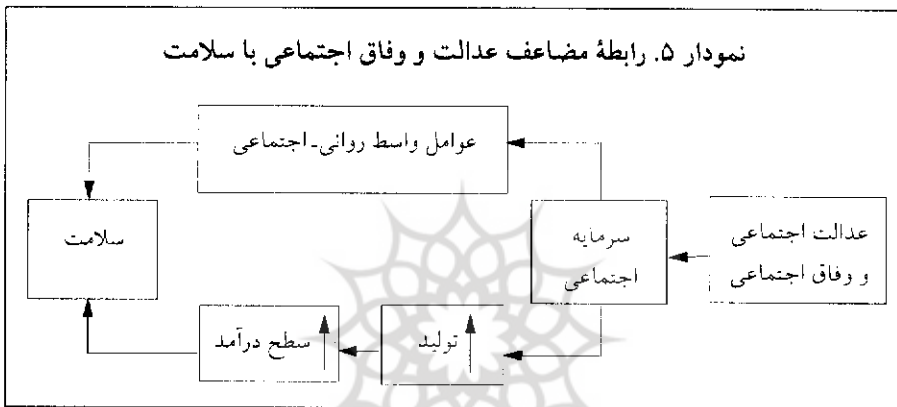 نمودار ۵. رابطهٔ مضاعف عدالت و وفاق اجتماعی با سلامت
عدالت اجتماعی
و وفاق اجتماعی
سرمایه
اجتماعی
عوامل واسط روانی-اجتماعی
تولید
سطح درآمد
سلامت